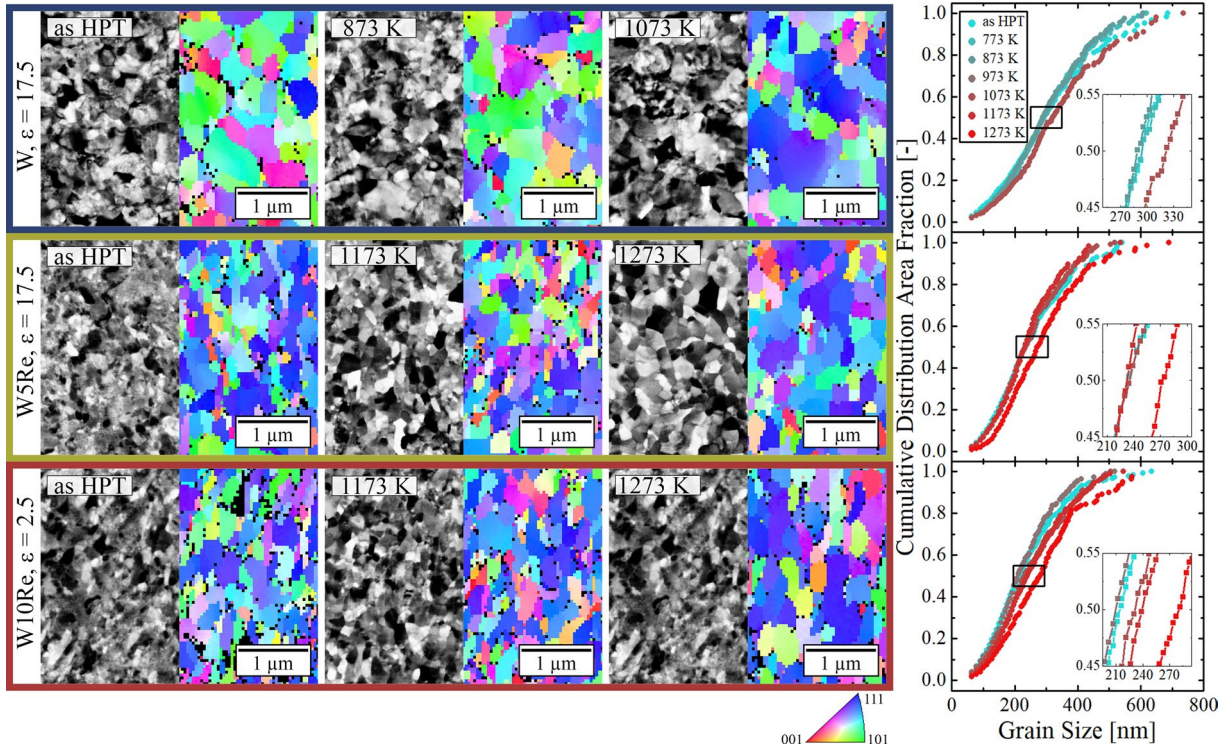 W, ε = 17.5
as HPT
873 K
1073 K
1 μm
1 μm
1 μm
W5Re, ε = 17.5
as HPT
1173 K
1273 K
1 μm
1 μm
1 μm
W10Re, ε = 2.5
as HPT
1173 K
1273 K
1 μm
1 μm
1 μm
111
001
101
Cumulative Distribution Area Fraction [-]
1.0
0.8
0.6
0.4
0.2
0.0
as HPT
773 K
873 K
973 K
1073 K
1173 K
1273 K
0.55
0.50
0.45
270 300 330
1.0
0.8
0.6
0.4
0.2
0.0
0.55
0.50
0.45
210 240 270 300
1.0
0.8
0.6
0.4
0.2
0.0
0.55
0.50
0.45
210 240 270
0 200 400 600 800
Grain Size [nm]